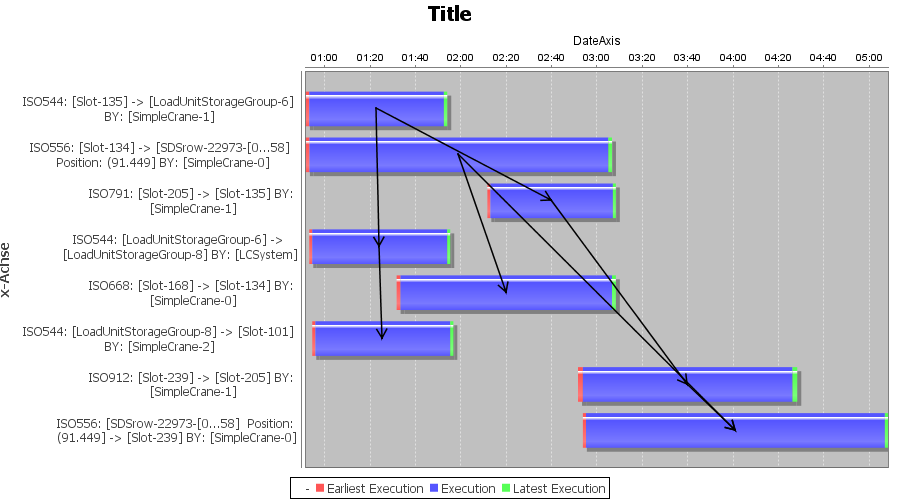 Title
DateAxis
01:00 01:20 01:40 02:00 02:20 02:40 03:00 03:20 03:40 04:00 04:20 04:40 05:00
x-Achse
ISO544: [Slot-135] -> [LoadUnitStorageGroup-6]
BY: [SimpleCrane-1]
ISO556: [Slot-134] -> [SDSrow-22973-[0...58]
Position: (91.449] BY: [SimpleCrane-0]
ISO791: [Slot-205] -> [Slot-135] BY:
[SimpleCrane-1]
ISO544: [LoadUnitStorageGroup-6] ->
[LoadUnitStorageGroup-8] BY: [LCSystem]
ISO668: [Slot-168] -> [Slot-134] BY:
[SimpleCrane-0]
ISO544: [LoadUnitStorageGroup-8] -> [Slot-101]
BY: [SimpleCrane-2]
ISO912: [Slot-239] -> [Slot-205] BY:
[SimpleCrane-1]
ISO556: [SDSrow-22973-[0...58] Position:
(91.449] -> [Slot-239] BY: [SimpleCrane-0]
- Earliest Execution Execution Latest Execution